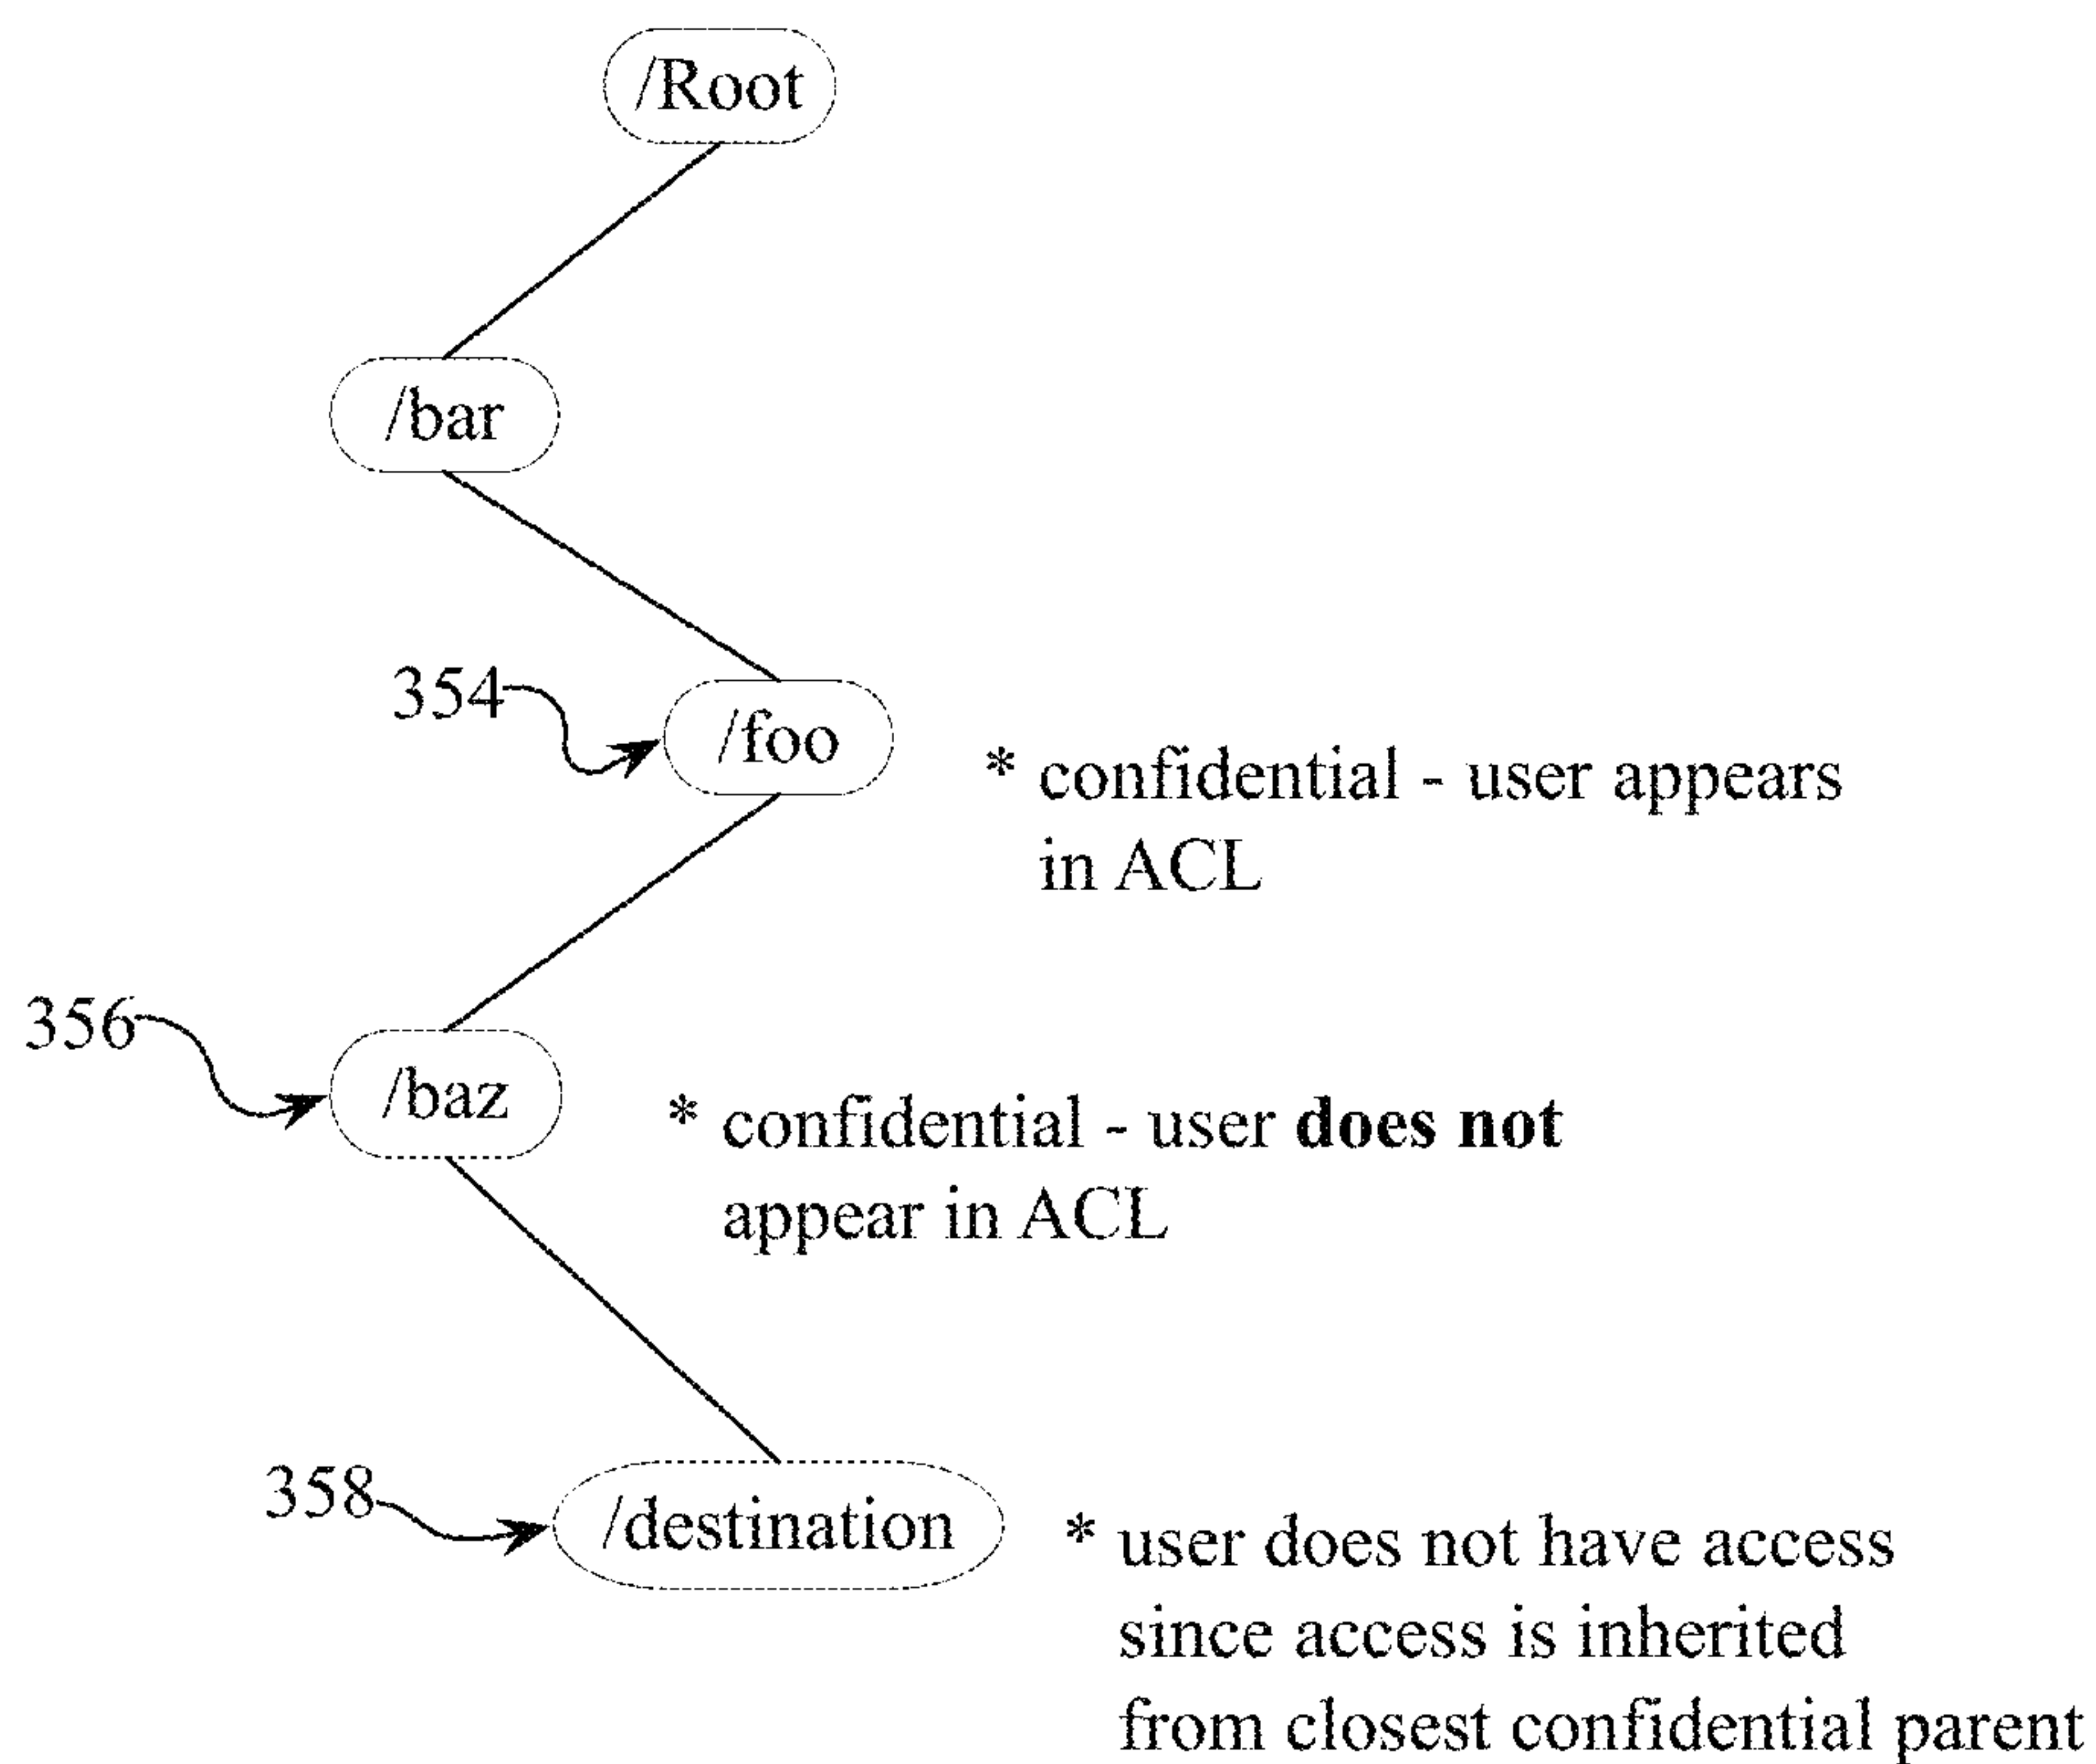 /Root
/bar
354
/foo
* confidential - user appears
in ACL
356
/baz
* confidential - user does not
appear in ACL
358
/destination
* user does not have access
since access is inherited
from closest confidential parent